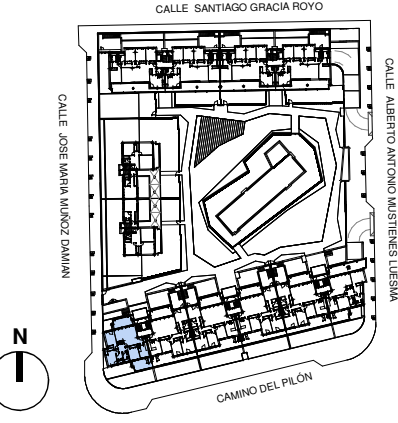 CALLE SANTIAGO GRACIA ROYO
CALLE ALBERTO ANTONIO MUSTIENES LUESMA
CALLE JOSE MARIA MUÑOZ DAMIAN
N
CAMINO DEL PILÓN